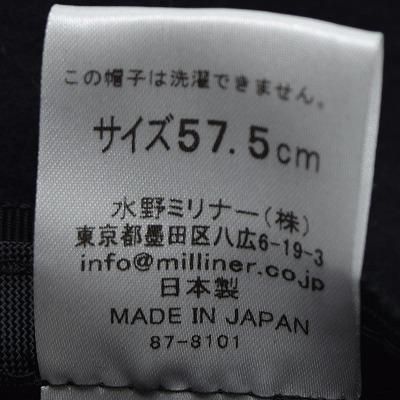 この帽子は洗濯できません。
サイズ57.5cm
水野ミリナー(株)
東京都墨田区八広6-19-3
info@milliner.co.jp
日本製
MADE IN JAPAN
87-8101